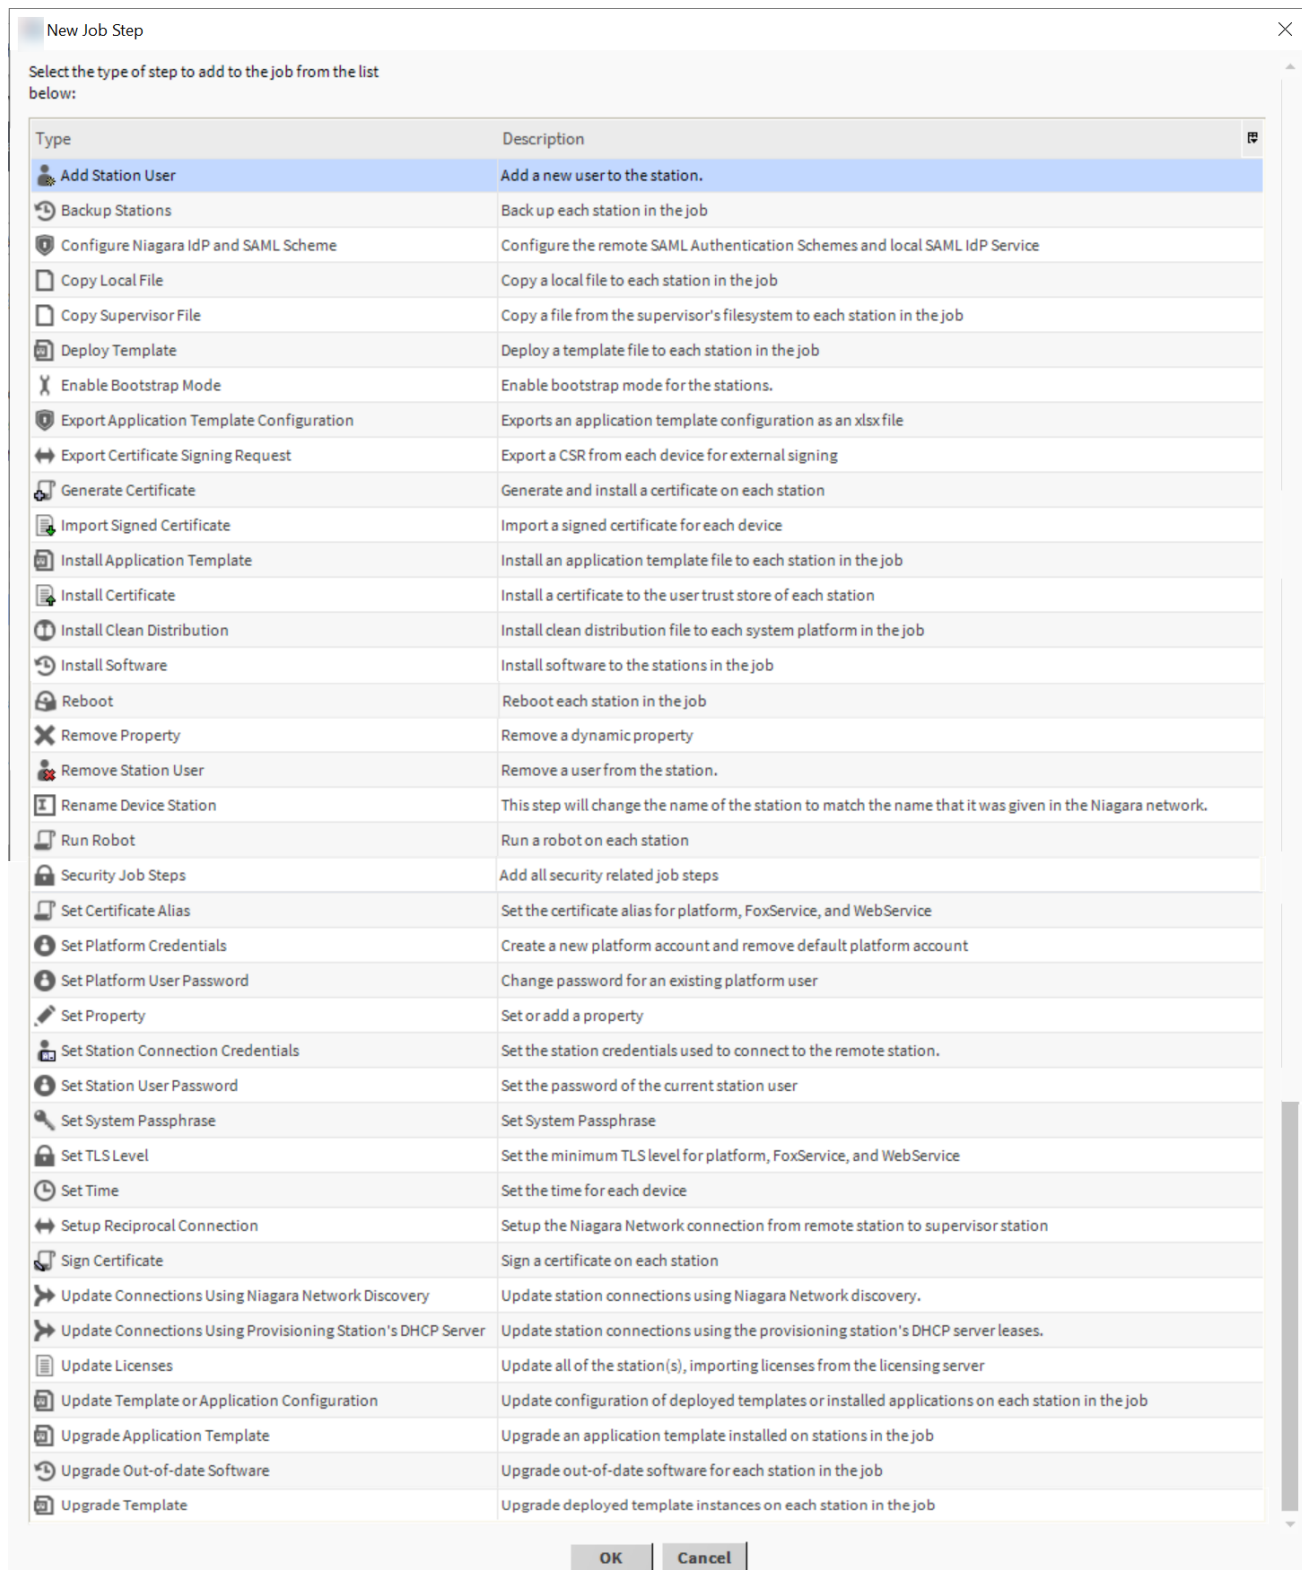 New Job Step
Select the type of step to add to the job from the list
below:
Type Description
Add Station User Add a new user to the station.
Backup Stations Back up each station in the job
Configure Niagara IdP and SAML Scheme Configure the remote SAML Authentication Schemes and local SAML IdP Service
Copy Local File Copy a local file to each station in the job
Copy Supervisor File Copy a file from the supervisor's filesystem to each station in the job
Deploy Template Deploy a template file to each station in the job
Enable Bootstrap Mode Enable bootstrap mode for the stations.
Export Application Template Configuration Exports an application template configuration as an xlsx file
Export Certificate Signing Request Export a CSR from each device for external signing
Generate Certificate Generate and install a certificate on each station
Import Signed Certificate Import a signed certificate for each device
Install Application Template Install an application template file to each station in the job
Install Certificate Install a certificate to the user trust store of each station
Install Clean Distribution Install clean distribution file to each system platform in the job
Install Software Install software to the stations in the job
Reboot Reboot each station in the job
Remove Property Remove a dynamic property
Remove Station User Remove a user from the station.
Rename Device Station This step will change the name of the station to match the name that it was given in the Niagara network.
Run Robot Run a robot on each station
Security Job Steps Add all security related job steps
Set Certificate Alias Set the certificate alias for platform, FoxService, and WebService
Set Platform Credentials Create a new platform account and remove default platform account
Set Platform User Password Change password for an existing platform user
Set Property Set or add a property
Set Station Connection Credentials Set the station credentials used to connect to the remote station.
Set Station User Password Set the password of the current station user
Set System Passphrase Set System Passphrase
Set TLS Level Set the minimum TLS level for platform, FoxService, and WebService
Set Time Set the time for each device
Setup Reciprocal Connection Setup the Niagara Network connection from remote station to supervisor station
Sign Certificate Sign a certificate on each station
Update Connections Using Niagara Network Discovery Update station connections using Niagara Network discovery.
Update Connections Using Provisioning Station's DHCP Server Update station connections using the provisioning station's DHCP server leases.
Update Licenses Update all of the station(s), importing licenses from the licensing server
Update Template or Application Configuration Update configuration of deployed templates or installed applications on each station in the job
Upgrade Application Template Upgrade an application template installed on stations in the job
Upgrade Out-of-date Software Upgrade out-of-date software for each station in the job
Upgrade Template Upgrade deployed template instances on each station in the job
OK Cancel